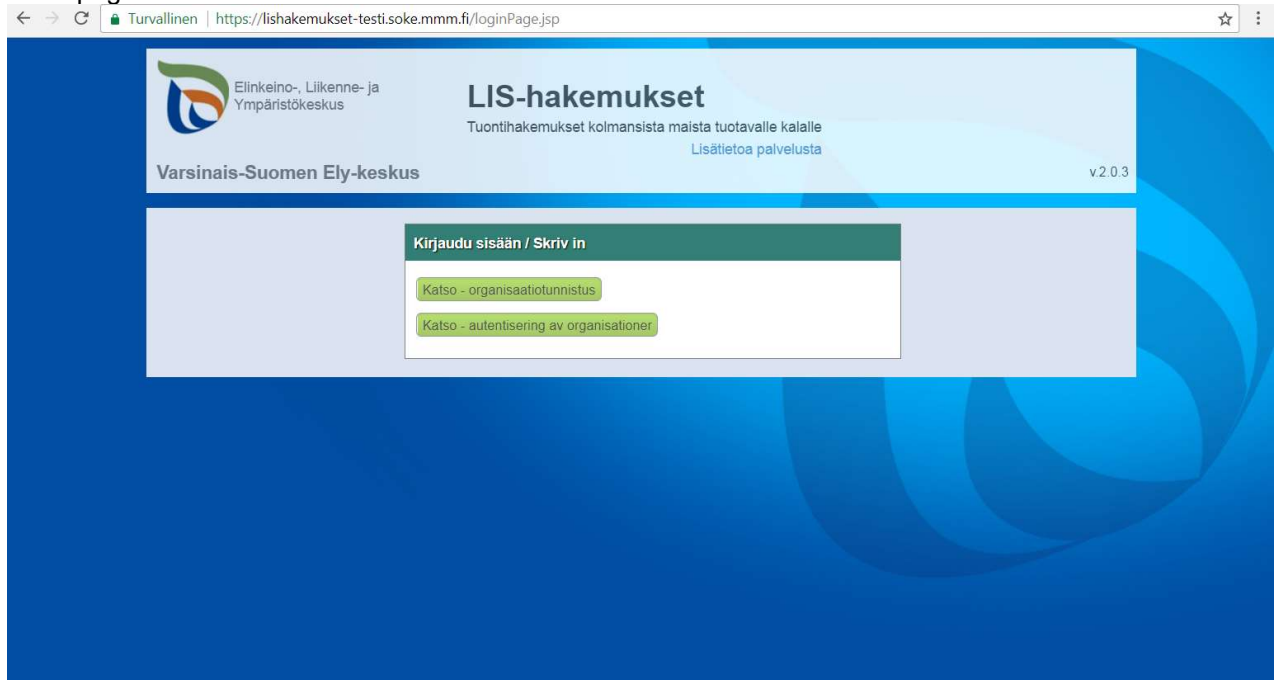 Turvallinen | https://lishakemukset-testi.soke.mmm.fi/loginPage.jsp
Elinkeino-, Liikenne- ja
Ympäristökeskus
LIS-hakemukset
Tuontihakemukset kolmansista maista tuotavalle kalalle
Lisätietoa palvelusta
Varsinais-Suomen Ely-keskus
v.2.0.3
Kirjaudu sisään / Skriv in
Katso - organisaatiotunnistus
Katso - autentisering av organisationer